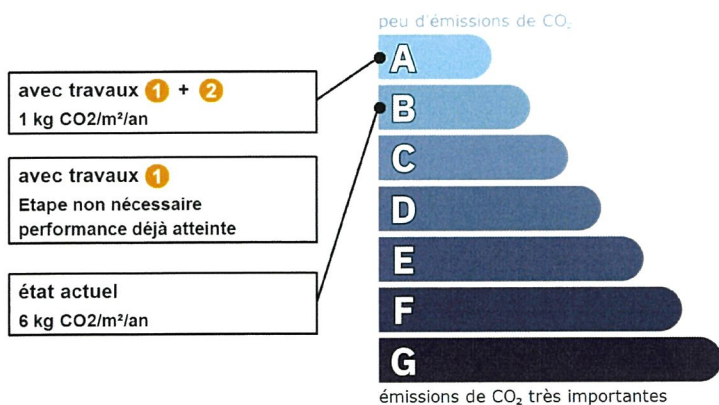 peu d'émissions de CO₂
A
avec travaux 1 + 2
1 kg CO2/m²/an
B
C
avec travaux 1
Etape non nécessaire
performance déjà atteinte
D
E
état actuel
6 kg CO2/m²/an
F
G
émissions de CO₂ très importantes